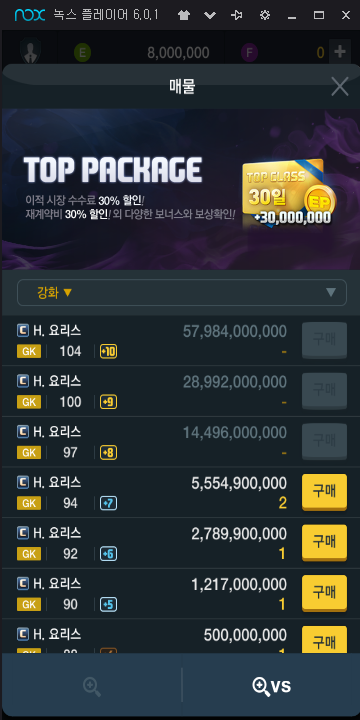 nox 녹스 플레이어 6.0.1
E 8,000,000 F 0 +
매물
TOP PACKAGE
이적 시장 수수료 30% 할인!
재계약비 30% 할인! 외 다양한 보너스와 보상확인!
TOP CLASS
30일
EP
+30,000,000
강화 ▼
C H. 요리스 57,984,000,000 구매
GK 104 +10 -
C H. 요리스 28,992,000,000 구매
GK 100 +9 -
C H. 요리스 14,496,000,000 구매
GK 97 +8 -
C H. 요리스 5,554,900,000 구매
GK 94 +7 2
C H. 요리스 2,789,900,000 구매
GK 92 +6 1
C H. 요리스 1,217,000,000 구매
GK 90 +5 1
C H. 요리스 500,000,000 구매
VS